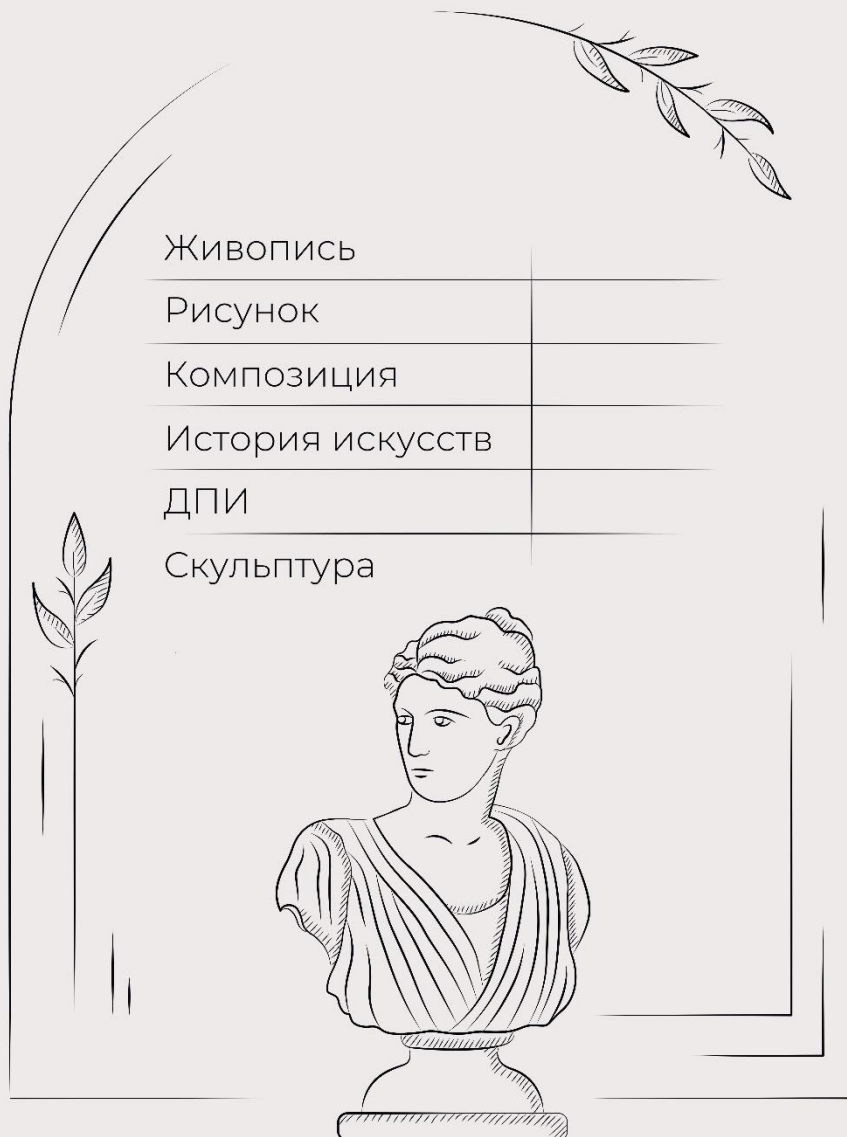 Живопись
Рисунок
Композиция
История искусств
ДПИ
Скульптура